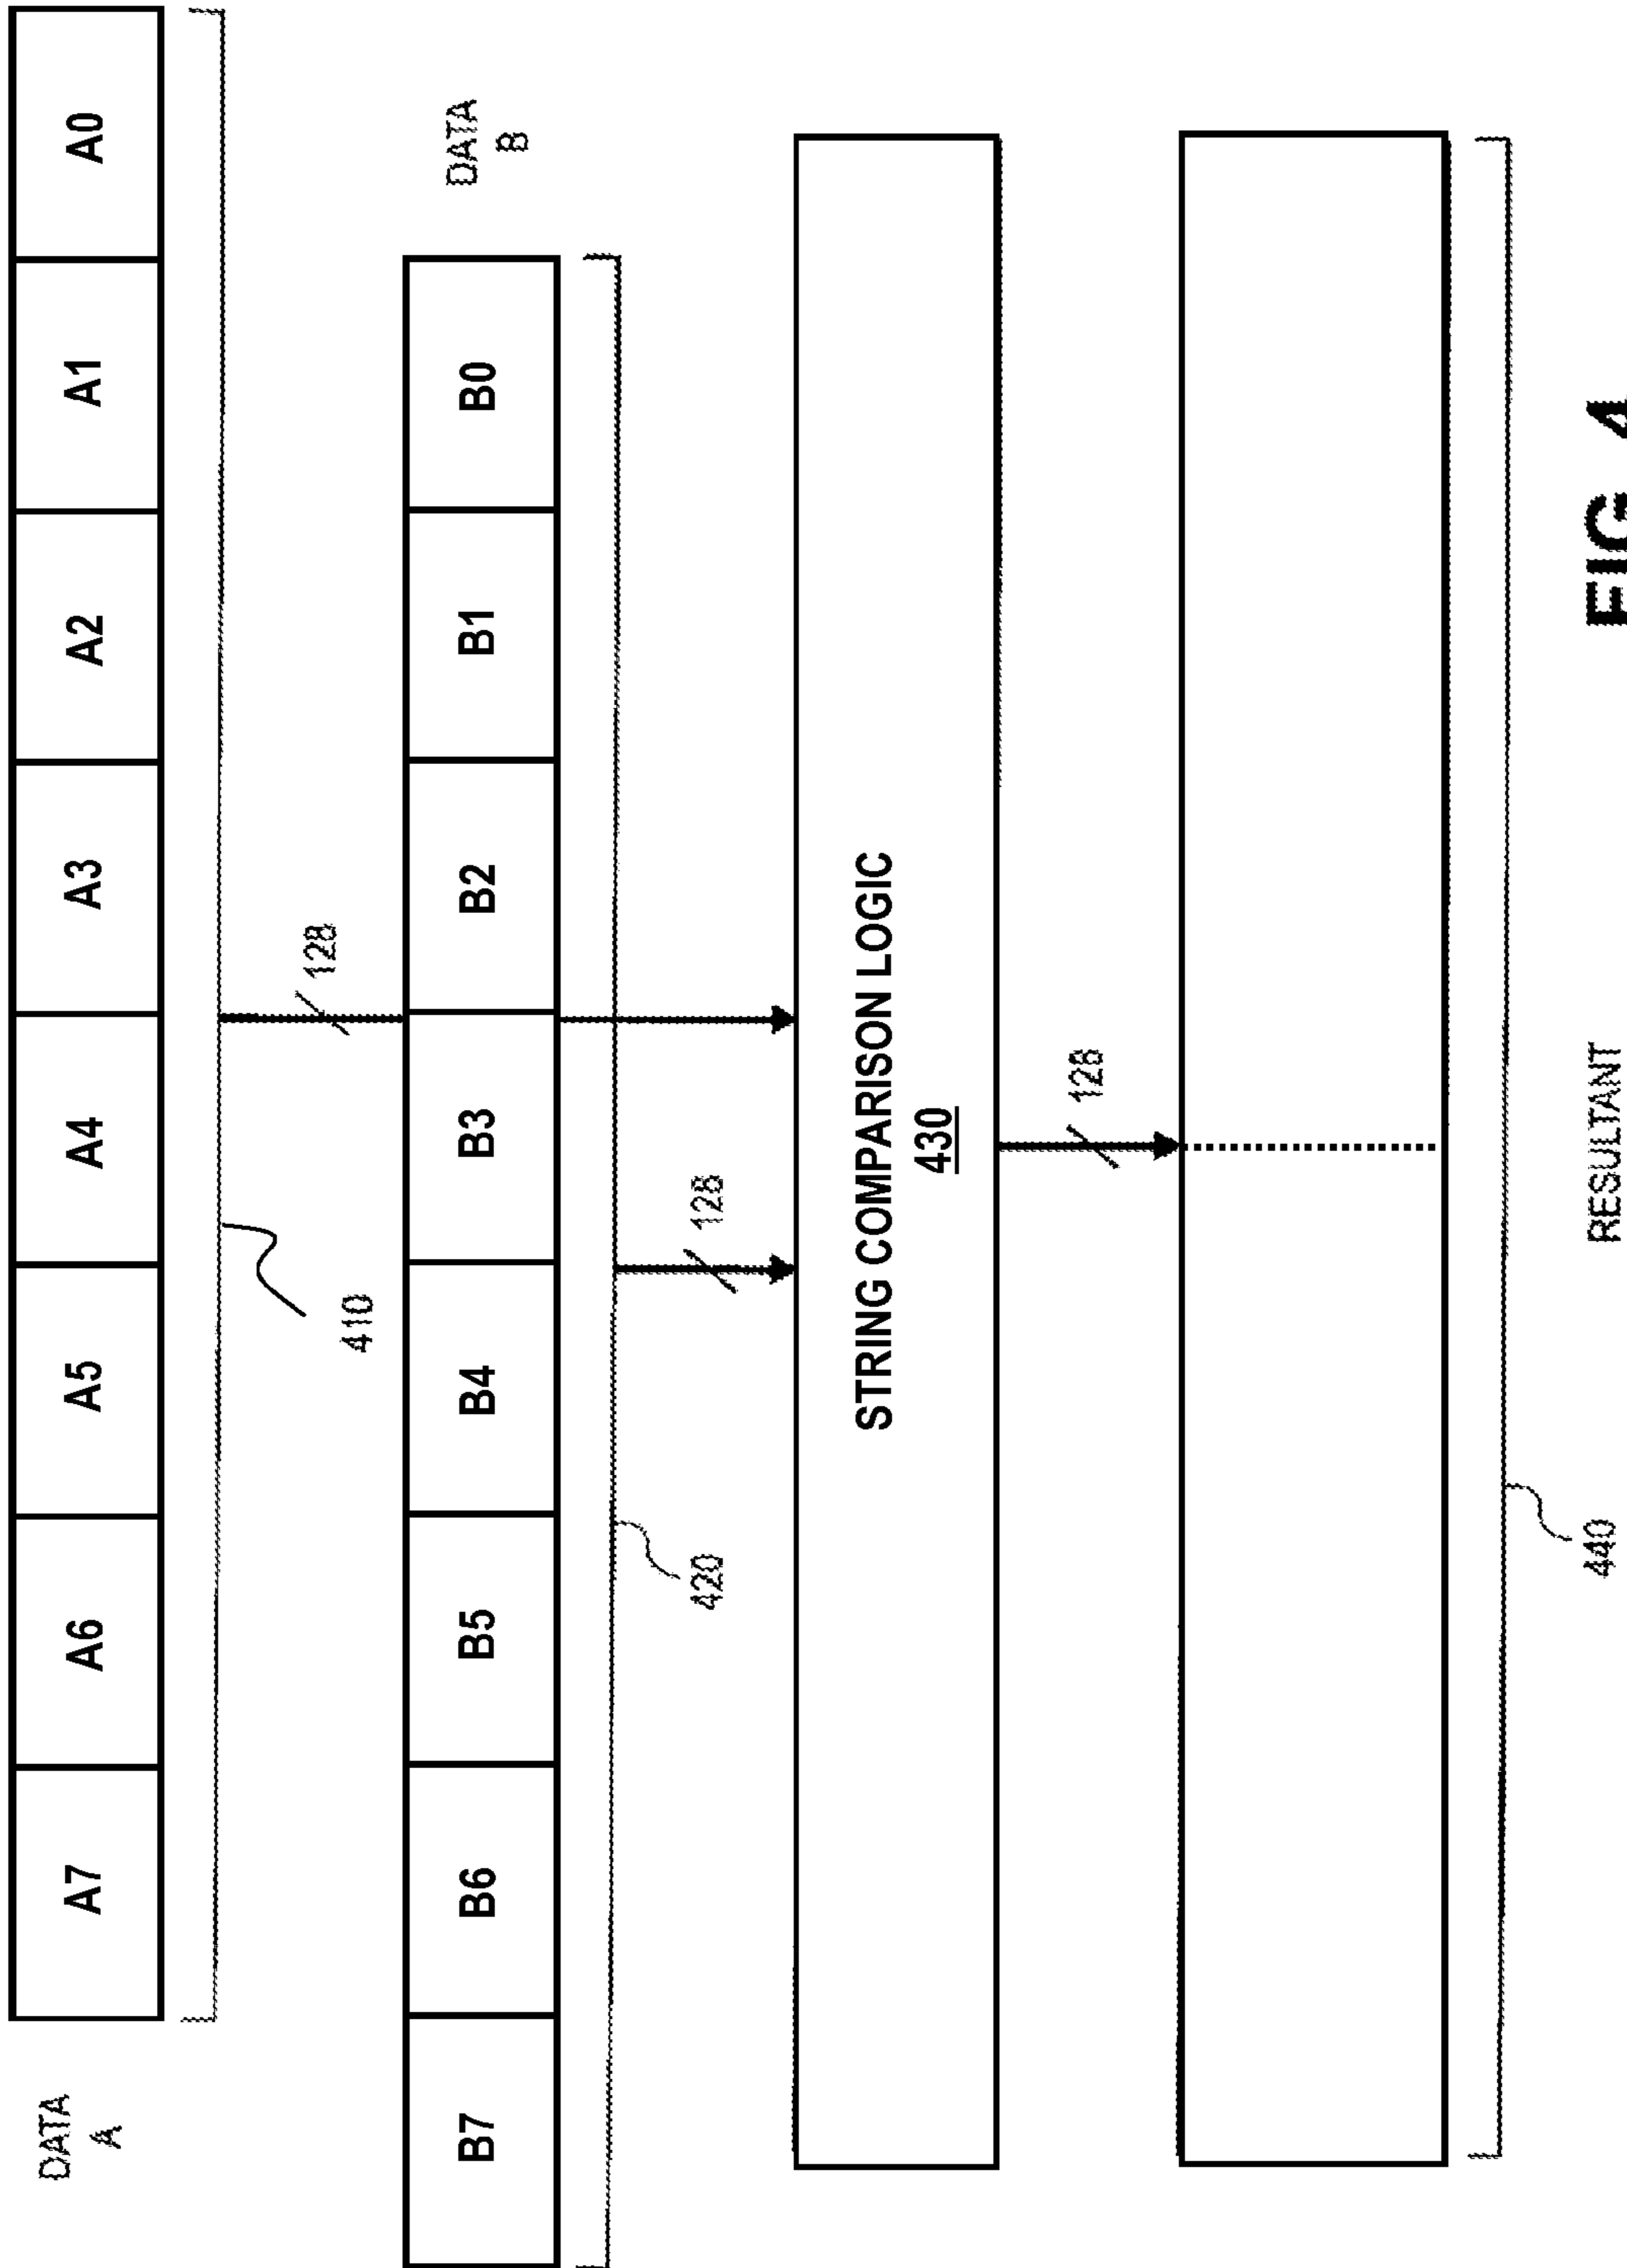 DATA
A
A7 A6 A5 A4 A3 A2 A1 A0
410
128
B7 B6 B5 B4 B3 B2 B1 B0
DATA
B
420
128
STRING COMPARISON LOGIC
430
128
440
RESULTANT
FIG 4